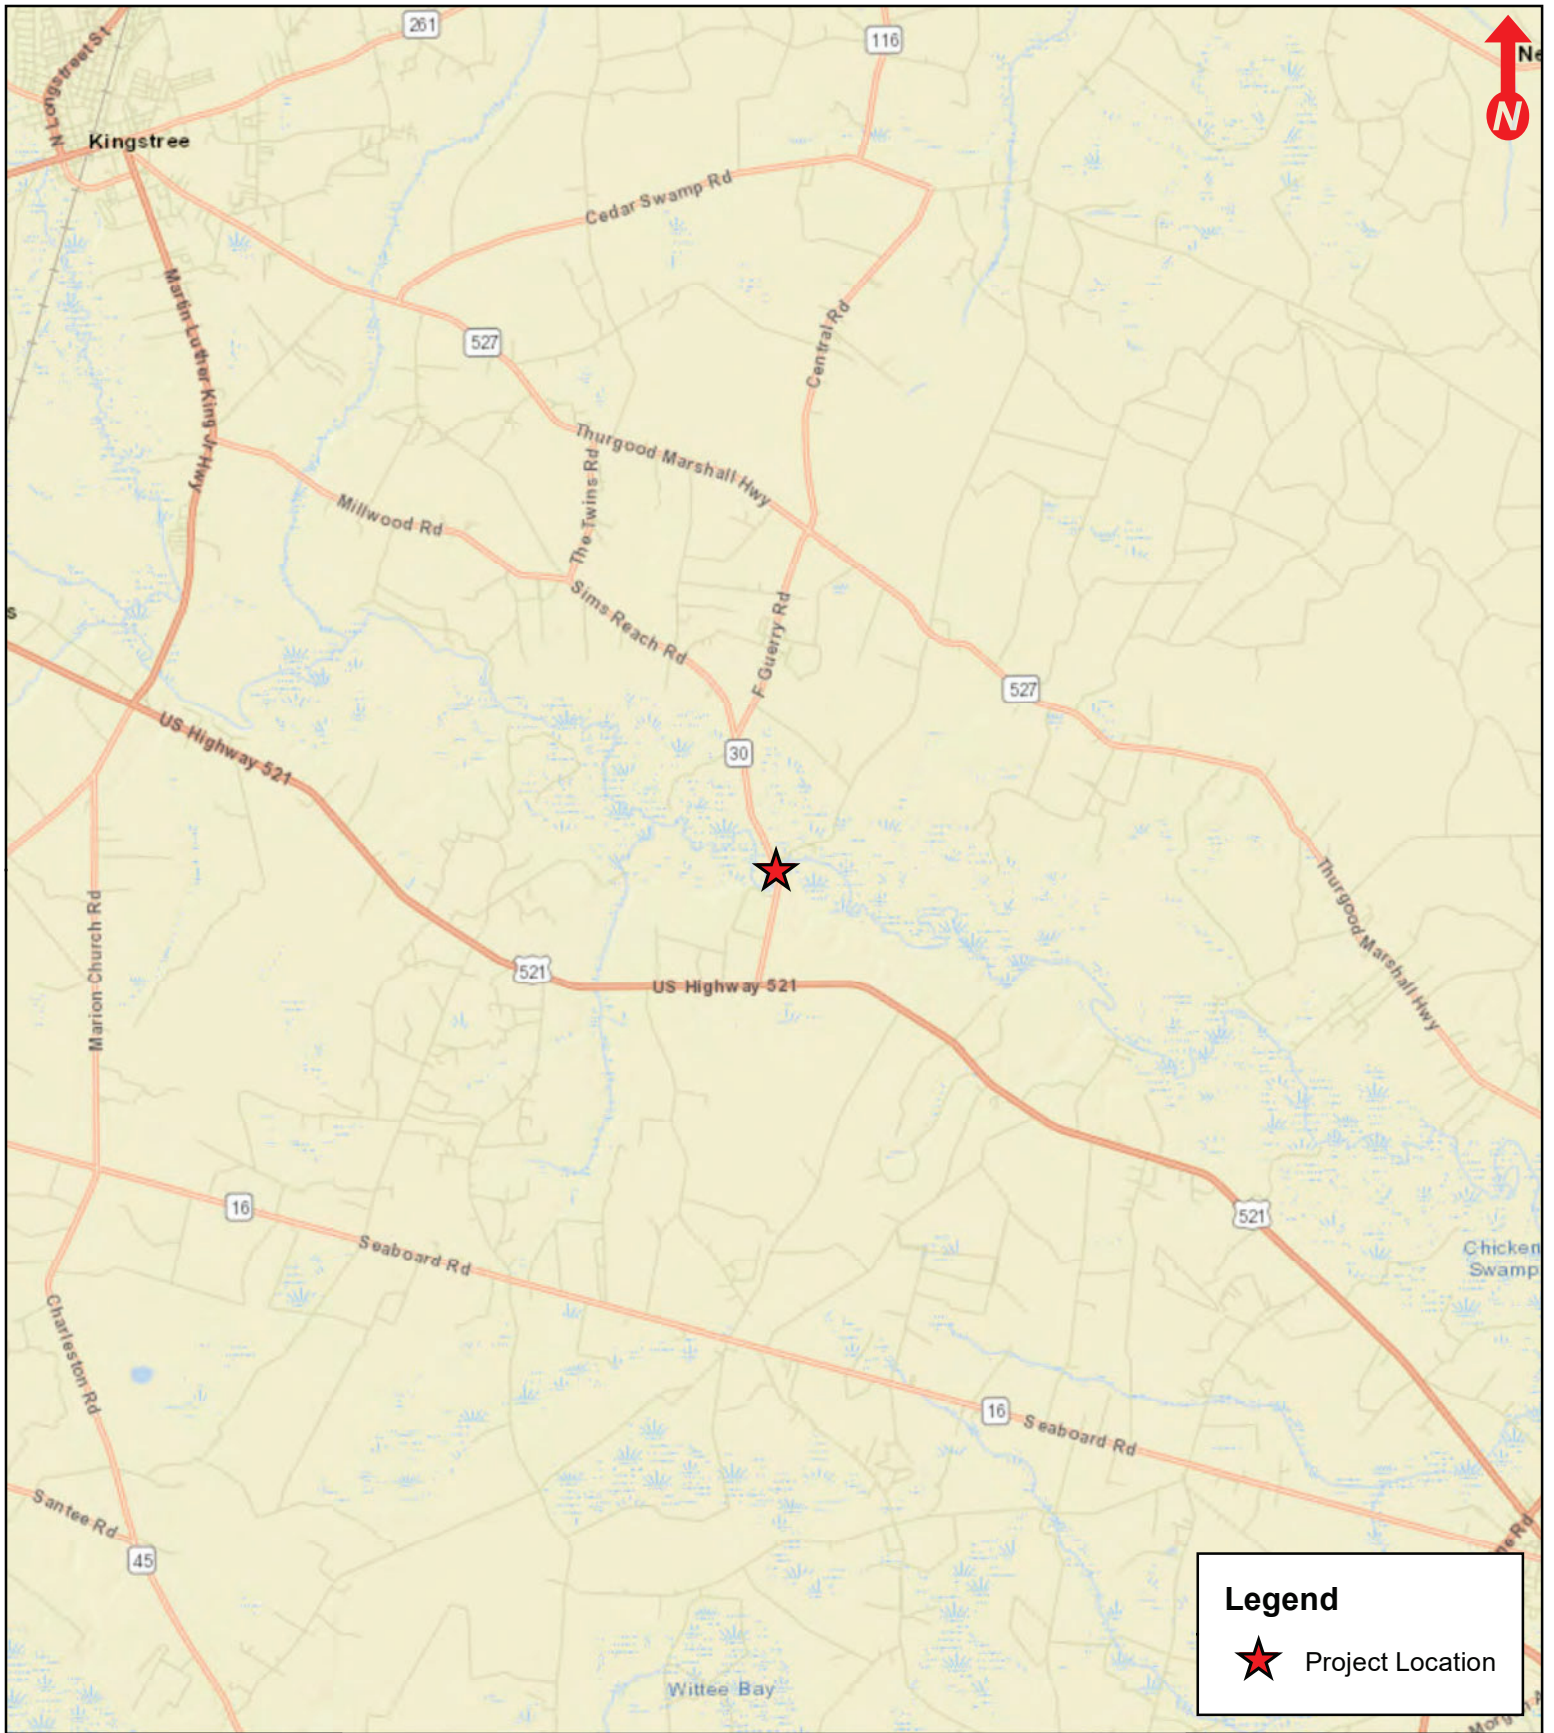 261
116
Ne
N
N Longstreet St
Kingstree
Cedar Swamp Rd
Martin Luther King Jr Hwy
Central Rd
527
Thurgood Marshall Hwy
The Twins Rd
Millwood Rd
Sims Reach Rd
F Guerry Rd
s
527
US Highway 521
30
Thurgood Marshall Hwy
Marion Church Rd
521
US Highway 521
16
521
Seaboard Rd
Chicken
Swamp
Charleston Rd
16
Seaboard Rd
Santee Rd
45
ne Rd
Legend
Project Location
Wittee Bay